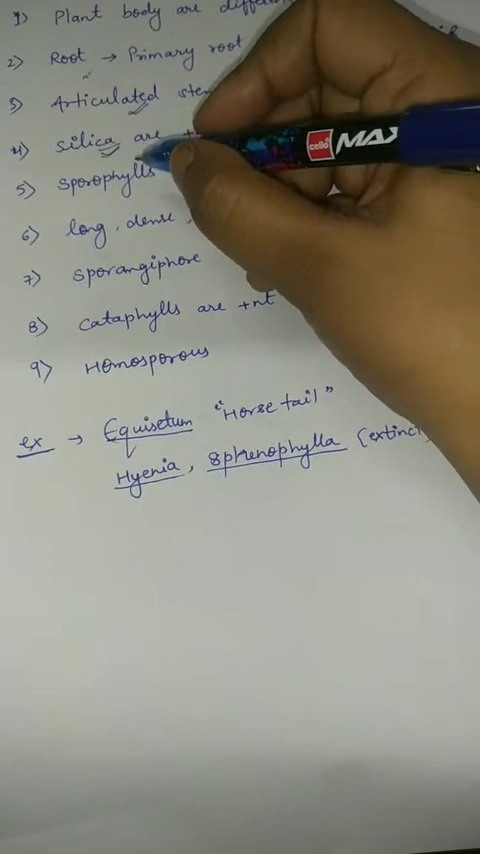 1) Plant body are
2) Root → Primary root
3) Articulated
4) Silica are
5) Sporophylls
6) long, dense
7) sporangiphore
8) Cataphylls are +nt
9) Homosporous
ex → Equisetum "Horse tail"
Hyenia, Sphenophylla (extinct
cello MAX